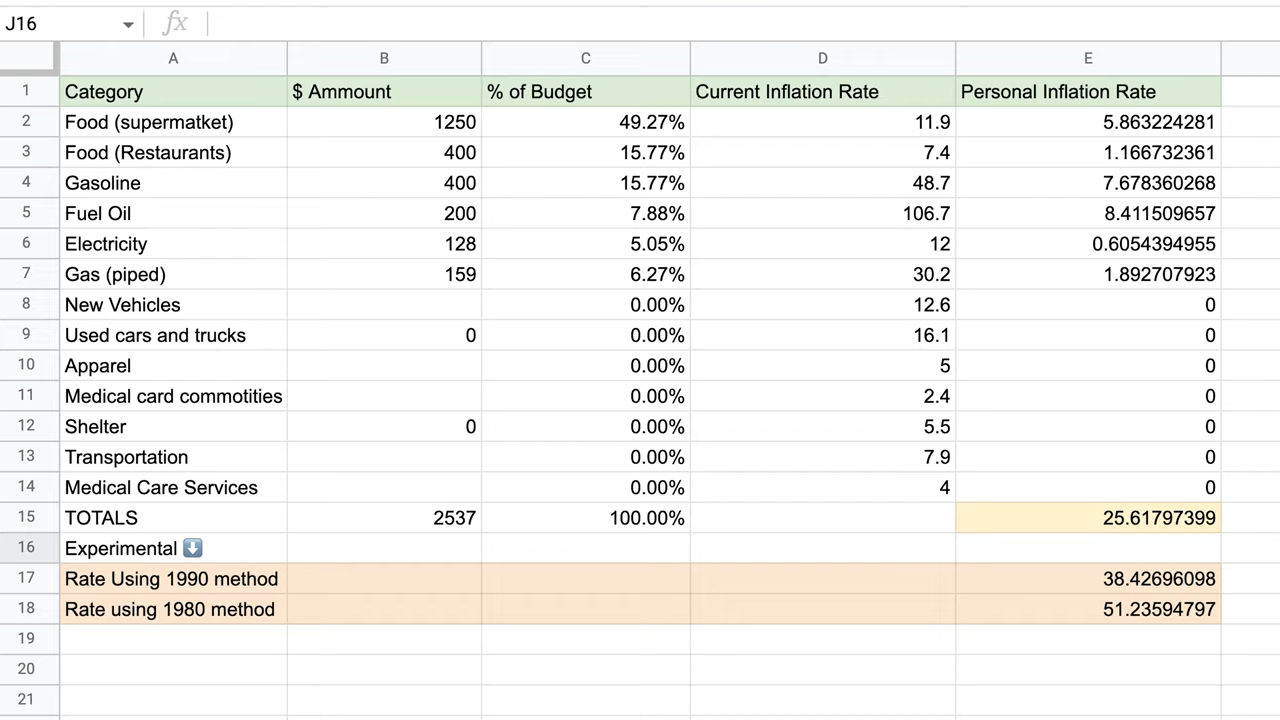 J16 fx
A B C D E
1 Category $ Ammount % of Budget Current Inflation Rate Personal Inflation Rate
2 Food (supermatket) 1250 49.27% 11.9 5.863224281
3 Food (Restaurants) 400 15.77% 7.4 1.166732361
4 Gasoline 400 15.77% 48.7 7.678360268
5 Fuel Oil 200 7.88% 106.7 8.411509657
6 Electricity 128 5.05% 12 0.6054394955
7 Gas (piped) 159 6.27% 30.2 1.892707923
8 New Vehicles 0.00% 12.6 0
9 Used cars and trucks 0 0.00% 16.1 0
10 Apparel 0.00% 5 0
11 Medical card commotities 0.00% 2.4 0
12 Shelter 0 0.00% 5.5 0
13 Transportation 0.00% 7.9 0
14 Medical Care Services 0.00% 4 0
15 TOTALS 2537 100.00% 25.61797399
16 Experimental ⬇️
17 Rate Using 1990 method 38.42696098
18 Rate using 1980 method 51.23594797
19
20
21